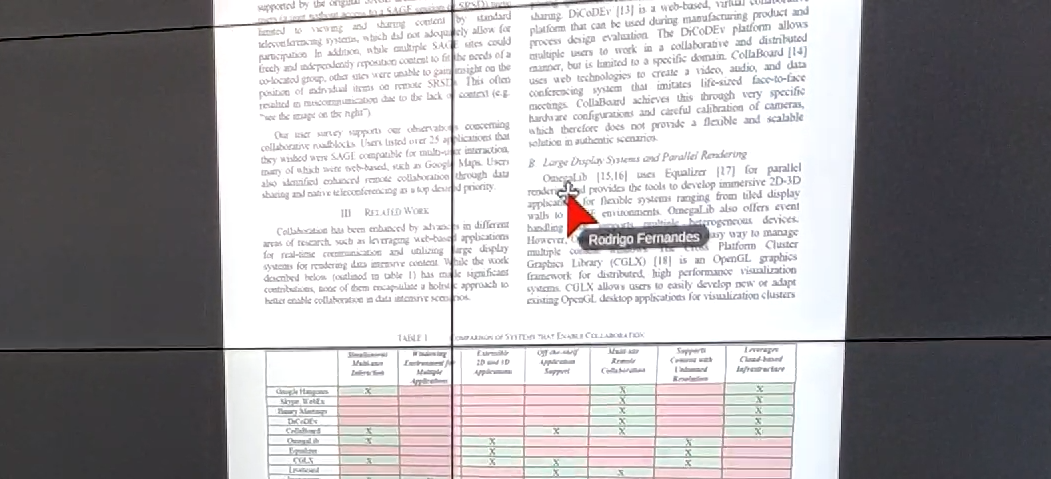 supported by the original
limited to viewing and sharing content by standard
teleconferencing systems, which did not adequately allow for
participation. In addition, while multiple SAGE sites could
freely and independently reposition content to fit the needs of a
co-located group, other sites were unable to gain insight on the
position of individual items on remote SRSDs. This often
resulted in miscommunication due to the lack of context (e.g.
"see the image on the right")
Our user survey supports our observations concerning
collaborative roadblocks. Users listed over 25 applications that
they wished were SAGE compatible for multi-user interaction,
many of which were web-based, such as Google Maps. Users
also identified enhanced remote collaboration through data
sharing and native teleconferencing as a top desired priority.
III RELATED WORK
Collaboration has been enhanced by advances in different
areas of research, such as leveraging web-based applications
for real-time communication and utilizing large display
systems for rendering data intensive content. While the work
described below (outlined in table 1) has made significant
contributions, none of them encapsulate a holistic approach to
better enable collaboration in data intensive scenarios.
sharing. DiCoDEv [13] is a web-based, virtual collaborative
platform that can be used during manufacturing product and
process design evaluation. The DiCoDEv platform allows
multiple users to work in a collaborative and distributed
manner, but is limited to a specific domain. CollaBoard [14]
uses web technologies to create a video, audio, and data
conferencing system that imitates life-sized face-to-face
meetings. CollaBoard achieves this through very specific
hardware configurations and careful calibration of cameras,
which therefore does not provide a flexible and scalable
solution in authentic scenarios.
B Large Display Systems and Parallel Rendering
OmegaLib [15,16] uses Equalizer [17] for parallel
rendering and provides the tools to develop immersive 2D-3D
applications for flexible systems ranging from tiled display
walls to environments. OmegaLib also offers event
handling supports multiple heterogeneous devices.
However, easy way to manage
Rodrigo Fernandes
multiple Cross Platform Cluster
Graphics Library (CGLX) [18] is an OpenGL graphics
framework for distributed, high performance visualization
systems. CGLX allows users to easily develop new or adapt
existing OpenGL desktop applications for visualization clusters
TABLE I COMPARISON OF SYSTEMS THAT ENABLE COLLABORATION
Simultaneous Multi-user Interaction
Windowing Environment for Multiple Applications
Extensible 2D and 3D Applications
Off-the-shelf Application Support
Multi-site Remote Collaboration
Supports Content with Unbound Resolution
Leverages Cloud-based Infrastructure
Google Hangouts X X X
Skype, WebEx X X
Binary Meetings X X
DiCoDEv X X
CollaBoard X X X X
OmegaLib X X X
Equalizer X X
CGLX X X X X
X X